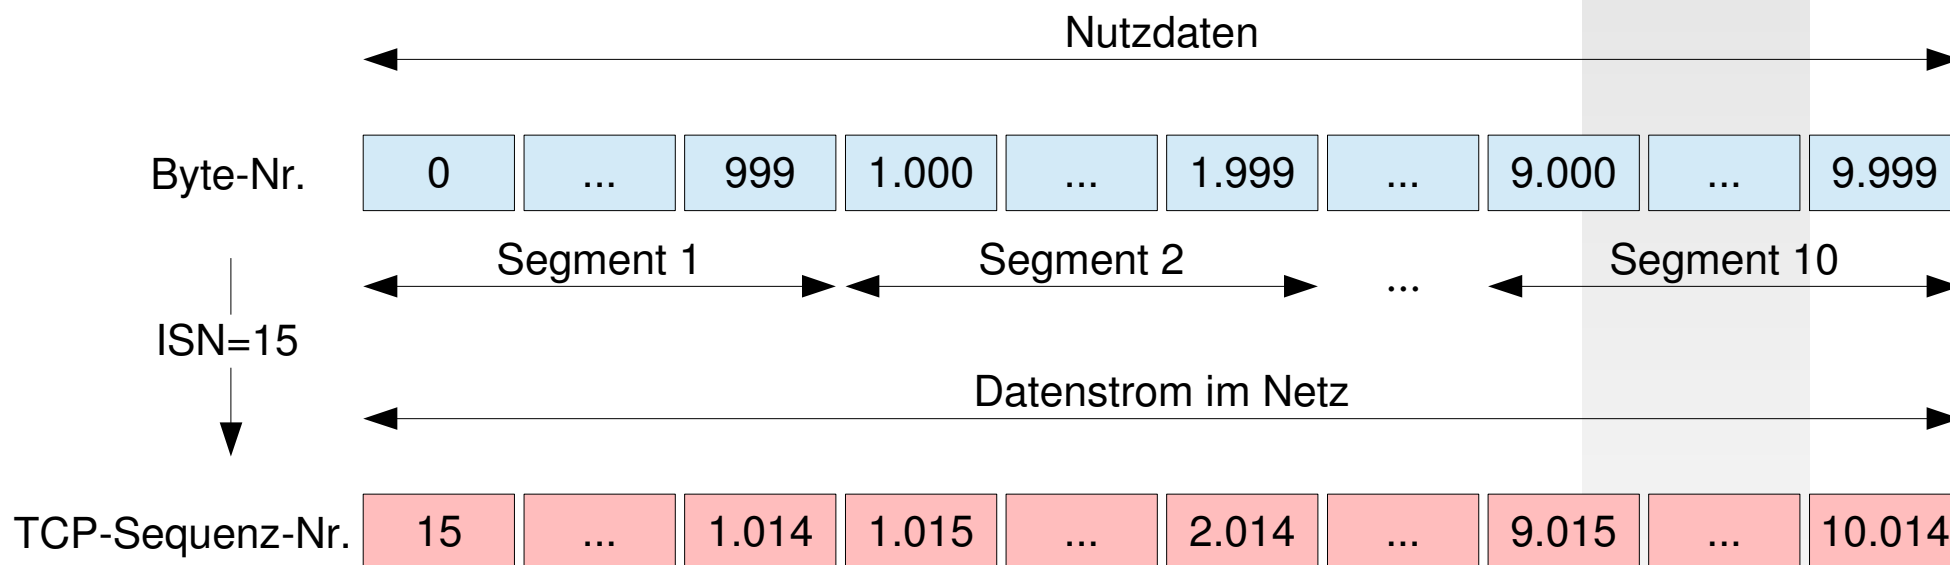 Nutzdaten
Byte-Nr. 0 ... 999 1.000 ... 1.999 ... 9.000 ... 9.999
Segment 1 Segment 2 ... Segment 10
ISN=15
Datenstrom im Netz
TCP-Sequenz-Nr. 15 ... 1.014 1.015 ... 2.014 ... 9.015 ... 10.014